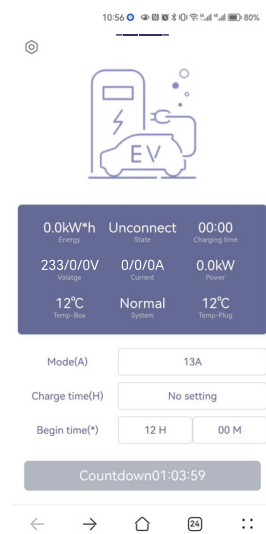 10:56 80%
EV
0.0kW*h Unconnect 00:00
Energy State Charging time
233/0/0V 0/0/0A 0.0kW
Volatge Current Power
12℃ Normal 12℃
Temp-Box System Temp-Plug
Mode(A) 13A
Charge time(H) No setting
Begin time(*) 12 H 00 M
Countdown01:03:59
24